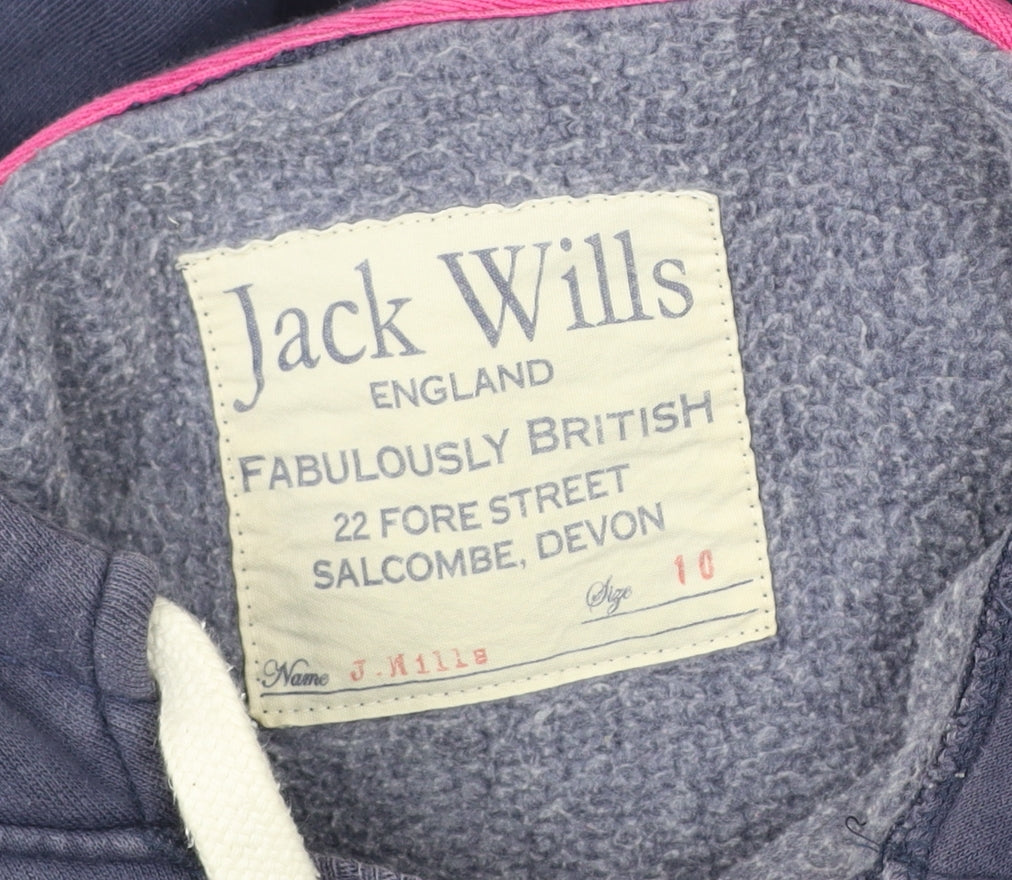 Jack Wills
ENGLAND
FABULOUSLY BRITISH
22 FORE STREET
SALCOMBE, DEVON
Size 10
Name J.Wills